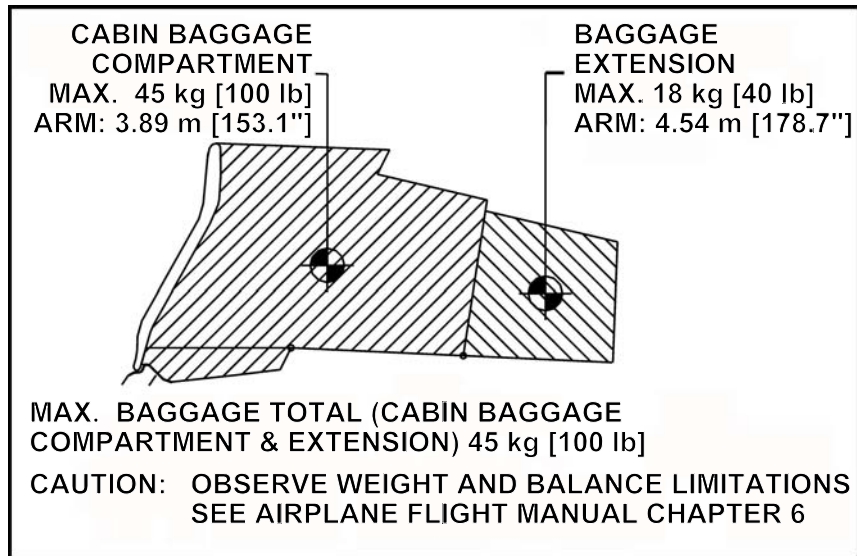 CABIN BAGGAGE
COMPARTMENT
MAX. 45 kg [100 lb]
ARM: 3.89 m [153.1"]
BAGGAGE
EXTENSION
MAX. 18 kg [40 lb]
ARM: 4.54 m [178.7"]
MAX. BAGGAGE TOTAL (CABIN BAGGAGE
COMPARTMENT & EXTENSION) 45 kg [100 lb]
CAUTION: OBSERVE WEIGHT AND BALANCE LIMITATIONS
SEE AIRPLANE FLIGHT MANUAL CHAPTER 6